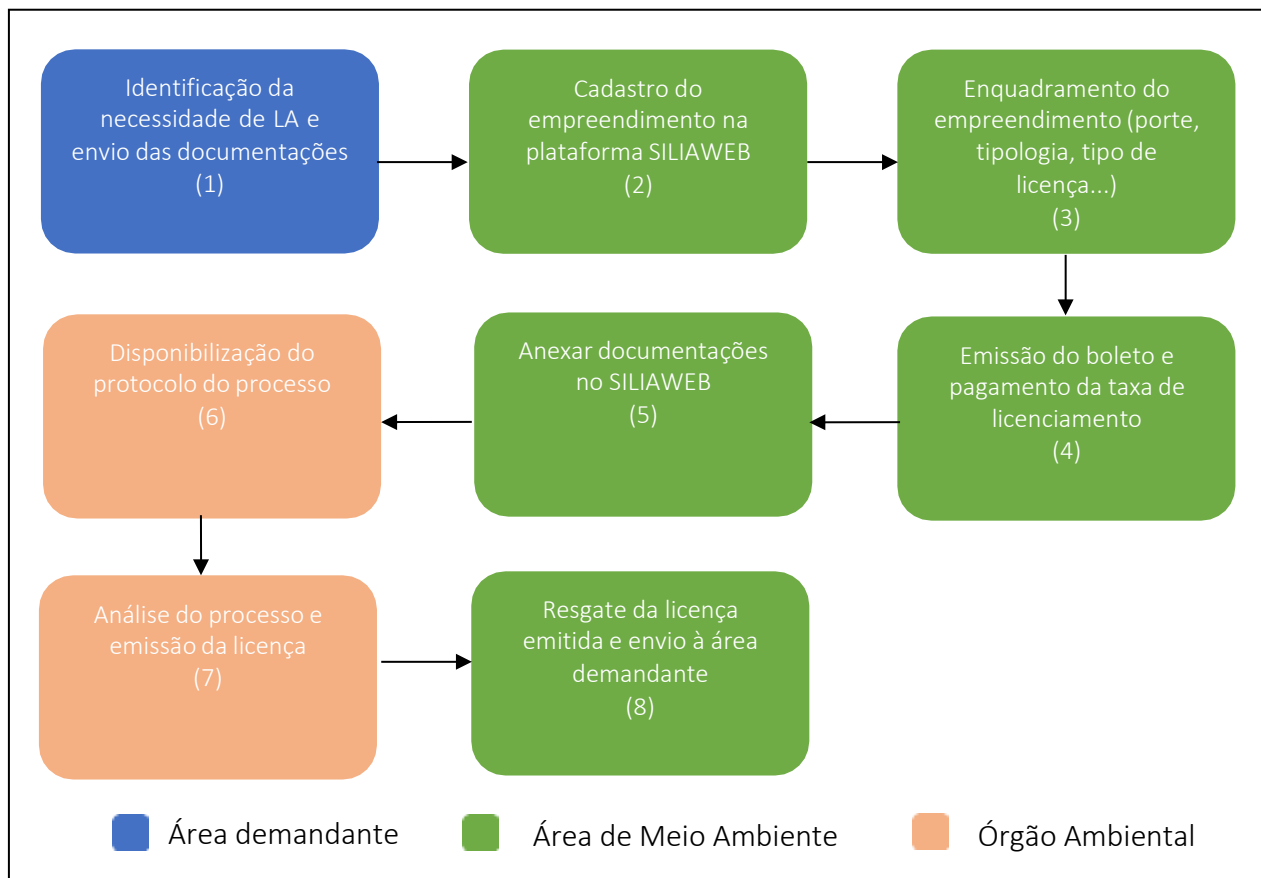 Identificação da
necessidade de LA e
envio das documentações
(1)
Cadastro do
empreendimento na
plataforma SILIAWEB
(2)
Enquadramento do
empreendimento (porte,
tipologia, tipo de
licença...)
(3)
Emissão do boleto e
pagamento da taxa de
licenciamento
(4)
Anexar documentações
no SILIAWEB
(5)
Disponibilização do
protocolo do processo
(6)
Análise do processo e
emissão da licença
(7)
Resgate da licença
emitida e envio à área
demandante
(8)
Área demandante
Área de Meio Ambiente
Órgão Ambiental